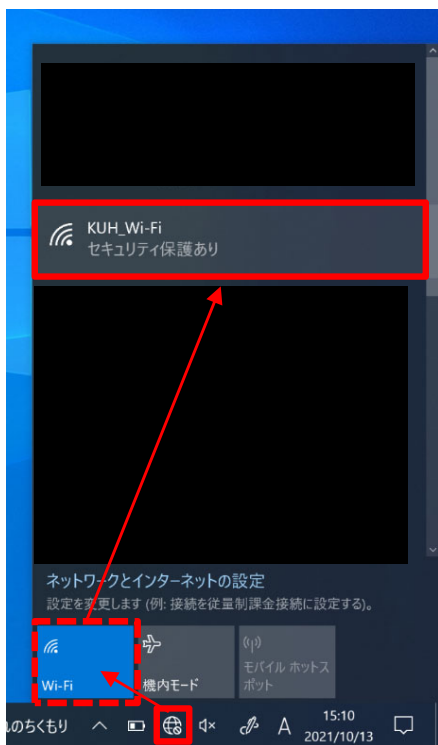 KUH_Wi-Fi
セキュリティ保護あり
ネットワークとインターネットの設定
設定を変更します (例: 接続を従量制課金接続に設定する)。
Wi-Fi
機内モード
モバイル ホットス
ポット
のちくもり
A
15:10
2021/10/13